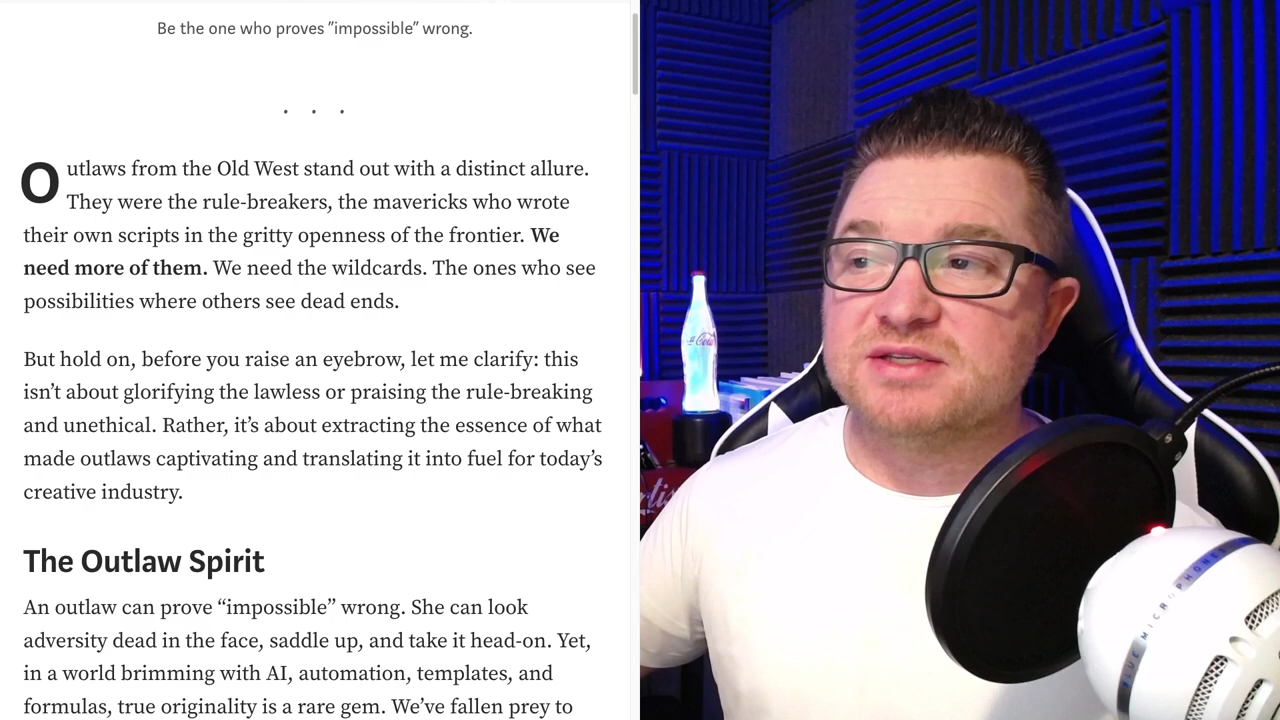 Be the one who proves "impossible" wrong.
. . .
Outlaws from the Old West stand out with a distinct allure.
They were the rule-breakers, the mavericks who wrote
their own scripts in the gritty openness of the frontier. We
need more of them. We need the wildcards. The ones who see
possibilities where others see dead ends.
But hold on, before you raise an eyebrow, let me clarify: this
isn’t about glorifying the lawless or praising the rule-breaking
and unethical. Rather, it’s about extracting the essence of what
made outlaws captivating and translating it into fuel for today’s
creative industry.
The Outlaw Spirit
An outlaw can prove “impossible” wrong. She can look
adversity dead in the face, saddle up, and take it head-on. Yet,
in a world brimming with AI, automation, templates, and
formulas, true originality is a rare gem. We’ve fallen prey to
BLUE MICROPHONES